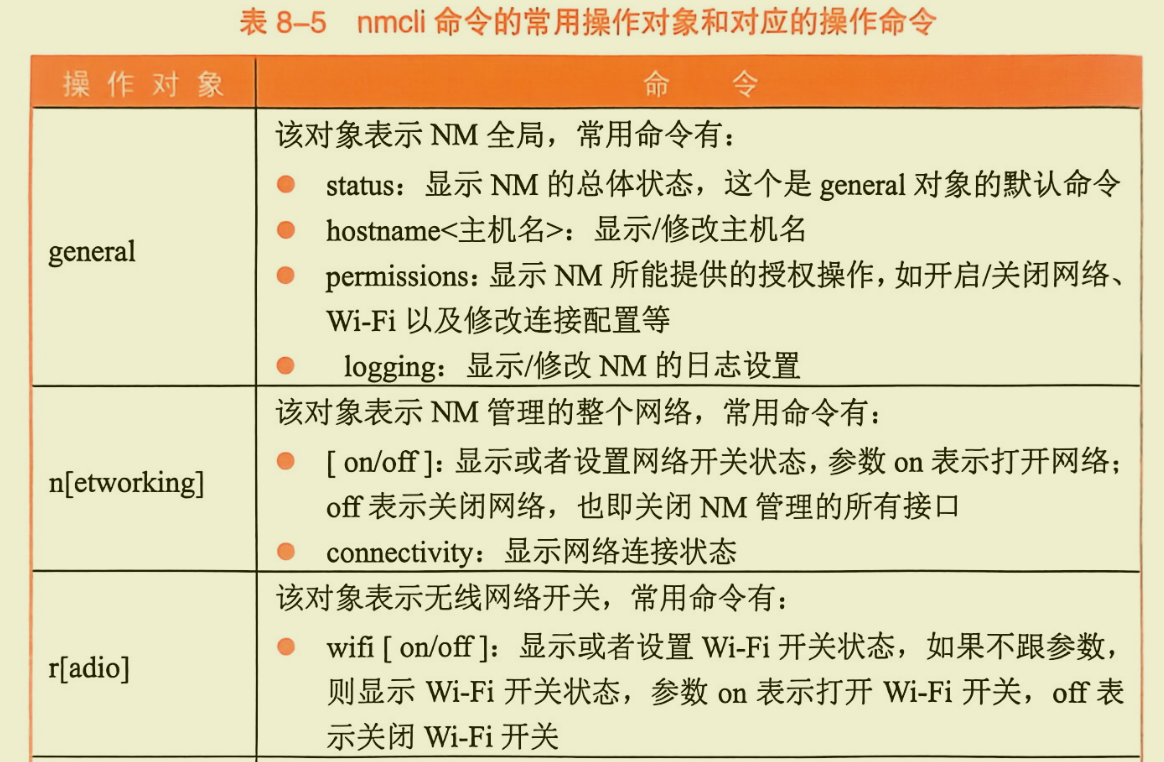 表 8–5 nmcli 命令的常用操作对象和对应的操作命令
操作对象 命令
general
该对象表示 NM 全局，常用命令有：
● status：显示 NM 的总体状态，这个是 general 对象的默认命令
● hostname<主机名>：显示/修改主机名
● permissions：显示 NM 所能提供的授权操作，如开启/关闭网络、
Wi-Fi 以及修改连接配置等
● logging：显示/修改 NM 的日志设置
n[etworking]
该对象表示 NM 管理的整个网络，常用命令有：
● [ on/off ]：显示或者设置网络开关状态，参数 on 表示打开网络；
off 表示关闭网络，也即关闭 NM 管理的所有接口
● connectivity：显示网络连接状态
r[adio]
该对象表示无线网络开关，常用命令有：
● wifi [ on/off ]：显示或者设置 Wi-Fi 开关状态，如果不跟参数，
则显示 Wi-Fi 开关状态，参数 on 表示打开 Wi-Fi 开关，off 表
示关闭 Wi-Fi 开关